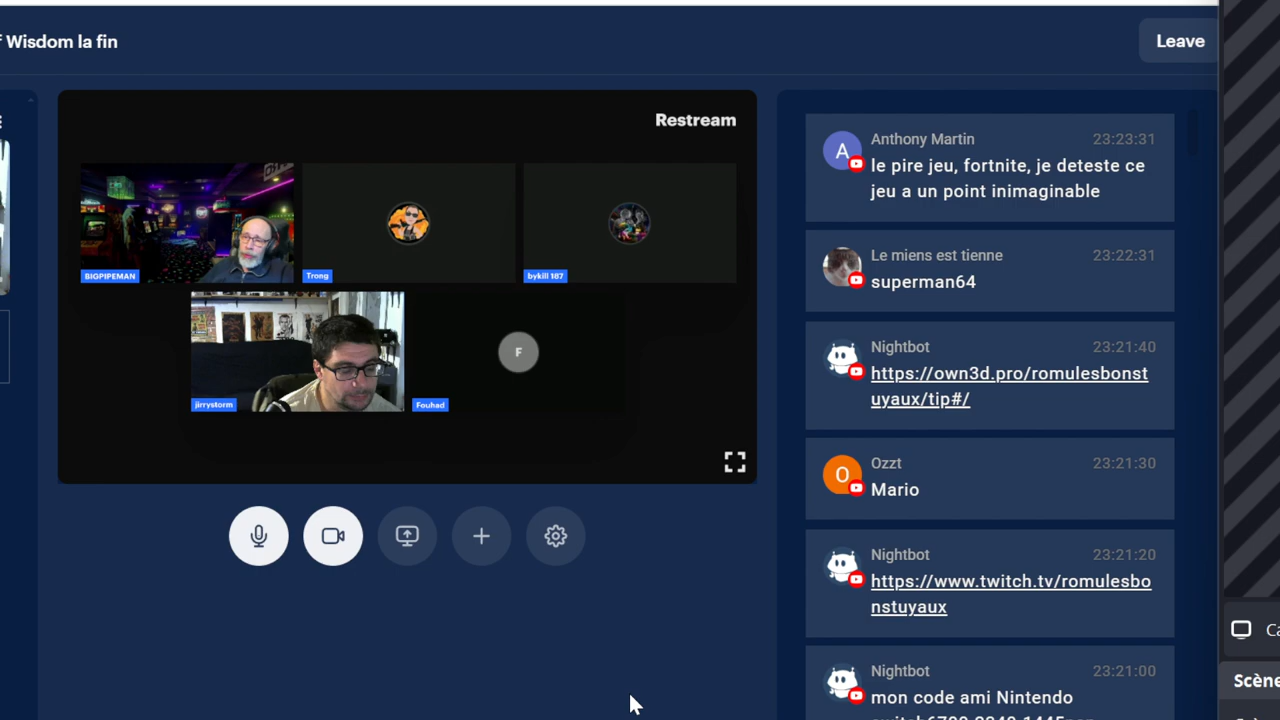 f Wisdom la fin
Leave
Restream
BIGPIPEMAN
Trong
bykill 187
jirrystorm
F
Fouhad
A
Anthony Martin
23:23:31
le pire jeu, fortnite, je deteste ce
jeu a un point inimaginable
Le miens est tienne
23:22:31
superman64
Nightbot
23:21:40
https://own3d.pro/romulesbonst
uyaux/tip#/
O
Ozzt
23:21:30
Mario
Nightbot
23:21:20
https://www.twitch.tv/romulesbo
nstuyaux
Nightbot
23:21:00
mon code ami Nintendo
Scène